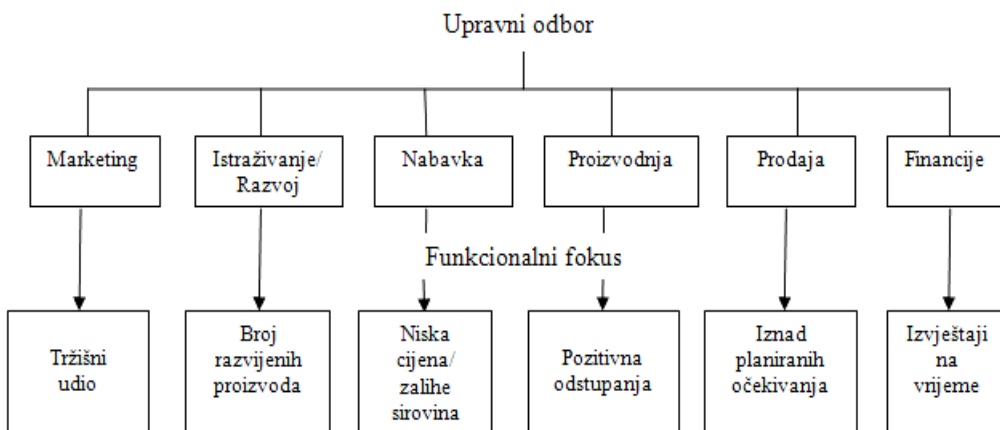 Upravni odbor
Marketing
Istraživanje/
Razvoj
Nabavka
Proizvodnja
Prodaja
Financije
Funkcionalni fokus
Tržišni
udio
Broj
razvijenih
proizvoda
Niska
cijena/
zalihe
sirovina
Pozitivna
odstupanja
Iznad
planiranih
očekivanja
Izvještaji
na
vrijeme